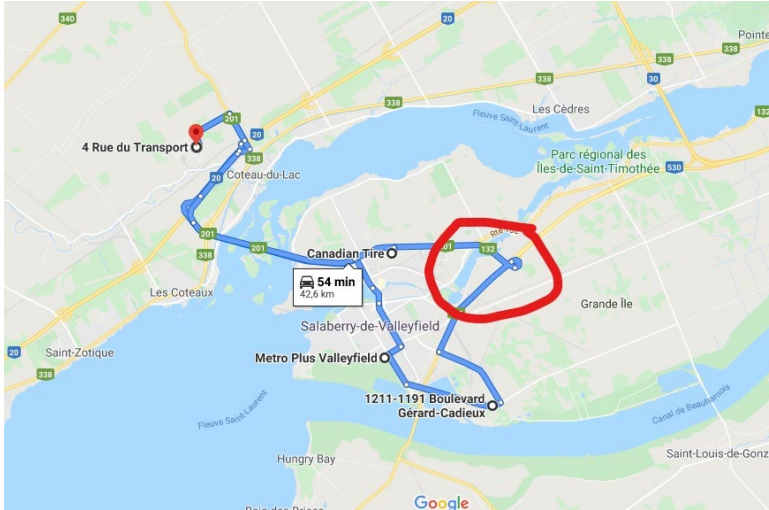 340
338
Pointe
30
201
Les Cèdres
338
338
Fleuve Saint-Laurent
132
20
4 Rue du Transport
338
Parc régional des
Îles-de-Saint-Timothée
530
20
Coteau-du-Lac
201
201
201
132
Canadian Tire
54 min
42,6 km
Les Coteaux
338
Grande Île
Salaberry-de-Valleyfield
20
Saint-Zotique
Metro Plus Valleyfield
338
1211-1191 Boulevard
Gérard-Cadieux
Fleuve Saint-Laurent
Canal de Beauharnois
Saint-Louis-de-Gonz
Hungry Bay
Google